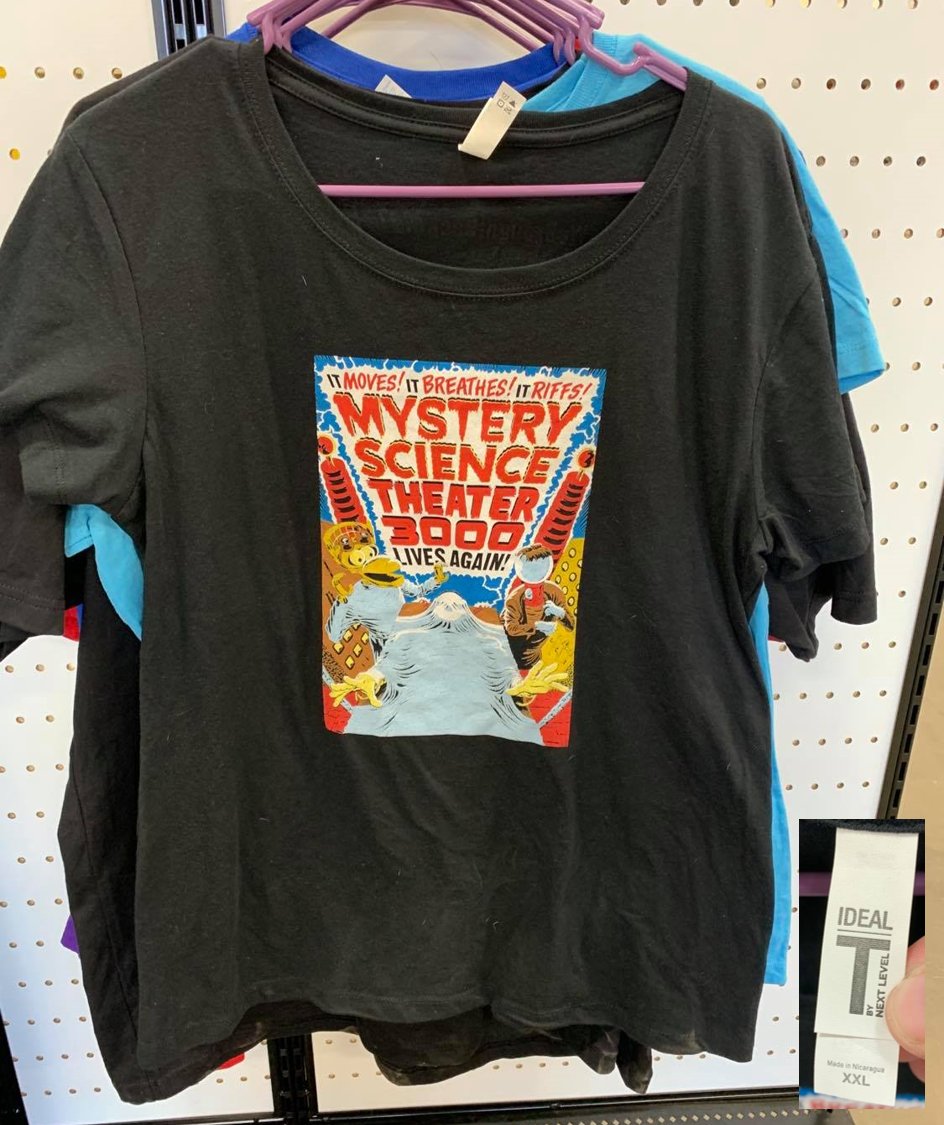 IT MOVES! IT BREATHES! IT RIFFS!
MYSTERY
SCIENCE
THEATER
3000
LIVES AGAIN!
IDEAL
T
BY
NEXT LEVEL
Made in Nicaragua
XXL